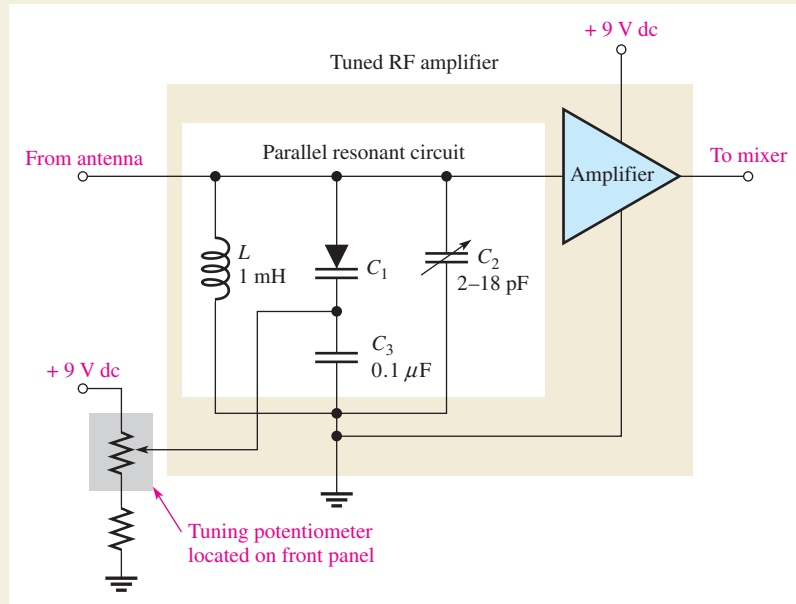 + 9 V dc
Tuned RF amplifier
From antenna
Parallel resonant circuit
Amplifier
To mixer
L
1 mH
C₁
C₂
2–18 pF
C₃
0.1 μF
+ 9 V dc
Tuning potentiometer
located on front panel